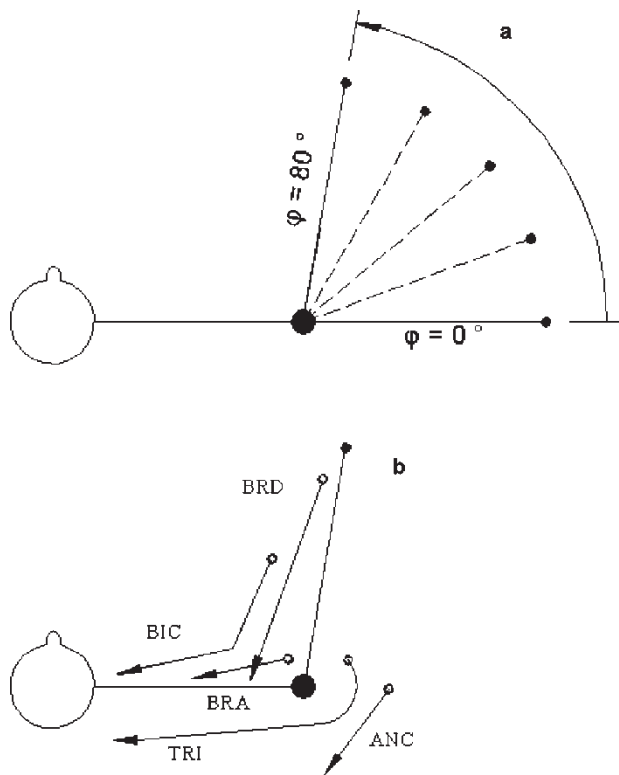 a
φ = 80°
φ = 0°
b
BRD
BIC
BRA
TRI
ANC